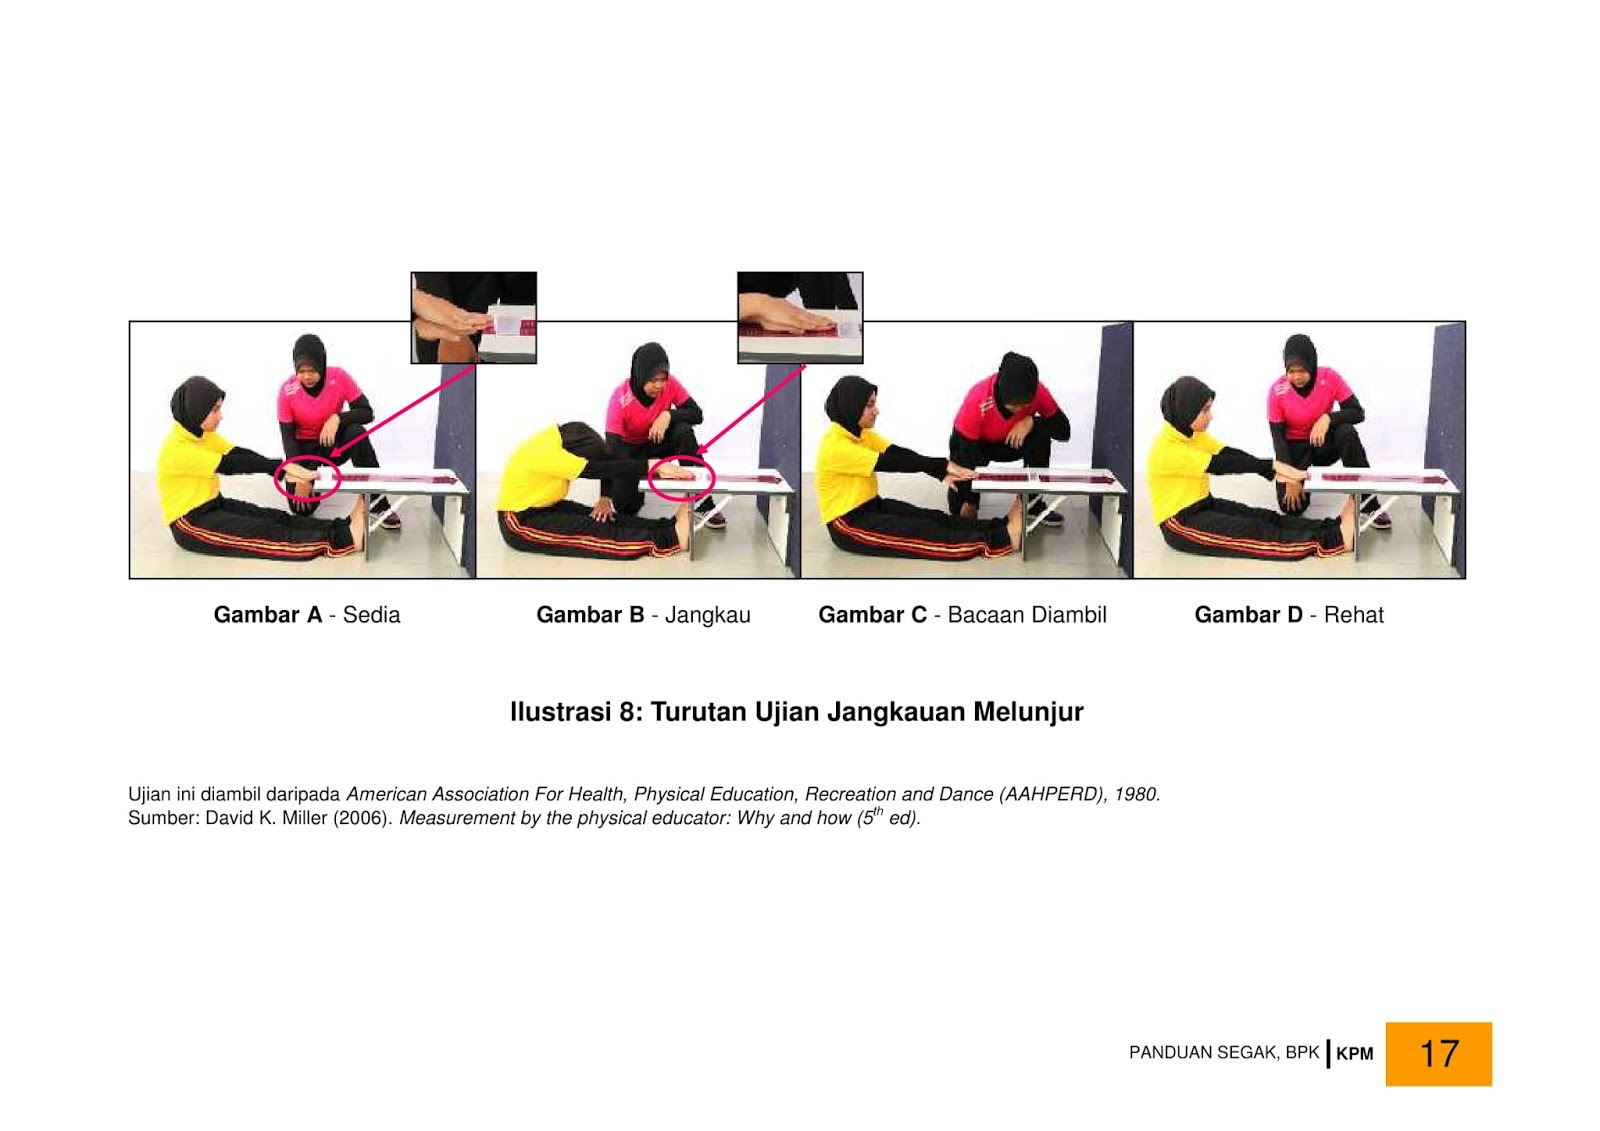 Gambar A - Sedia
Gambar B - Jangkau
Gambar C - Bacaan Diambil
Gambar D - Rehat
Ilustrasi 8: Turutan Ujian Jangkauan Melunjur
Ujian ini diambil daripada American Association For Health, Physical Education, Recreation and Dance (AAHPERD), 1980.
Sumber: David K. Miller (2006). Measurement by the physical educator: Why and how (5th ed).
PANDUAN SEGAK, BPK KPM 17